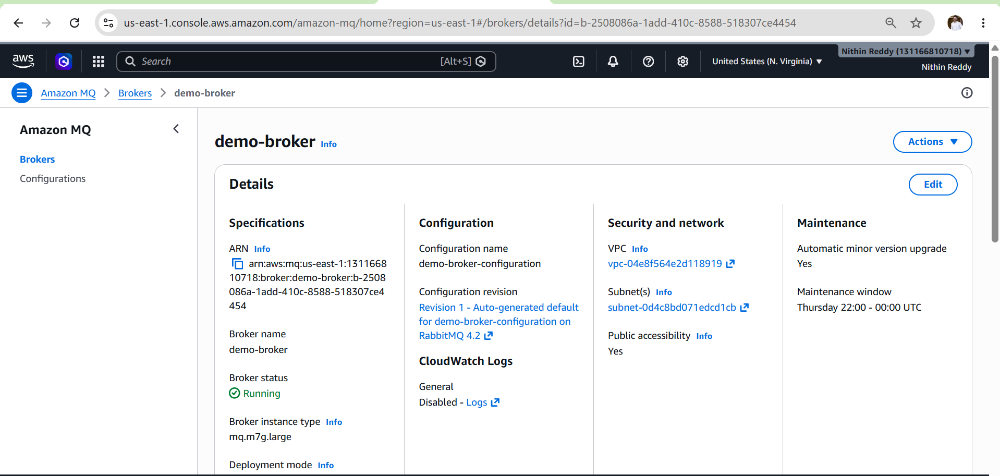 us-east-1.console.aws.amazon.com/amazon-mq/home?region=us-east-1#/brokers/details?id=b-2508086a-1add-410c-8588-518307ce4454
aws
Search
[Alt+S]
United States (N. Virginia)
Nithin Reddy (131166810718)
Nithin Reddy
Amazon MQ
Brokers
demo-broker
Amazon MQ
Brokers
Configurations
demo-broker Info
Actions
Details
Edit
Specifications
ARN Info
arn:aws:mq:us-east-1:1311668
10718:broker:demo-broker:b-2508
086a-1add-410c-8588-518307ce4
454
Broker name
demo-broker
Broker status
Running
Broker instance type Info
mq.m7g.large
Deployment mode Info
Configuration
Configuration name
demo-broker-configuration
Configuration revision
Revision 1 - Auto-generated default
for demo-broker-configuration on
RabbitMQ 4.2
CloudWatch Logs
General
Disabled - Logs
Security and network
VPC Info
vpc-04e8f564e2d118919
Subnet(s) Info
subnet-0d4c8bd071edcd1cb
Public accessibility Info
Yes
Maintenance
Automatic minor version upgrade
Yes
Maintenance window
Thursday 22:00 - 00:00 UTC